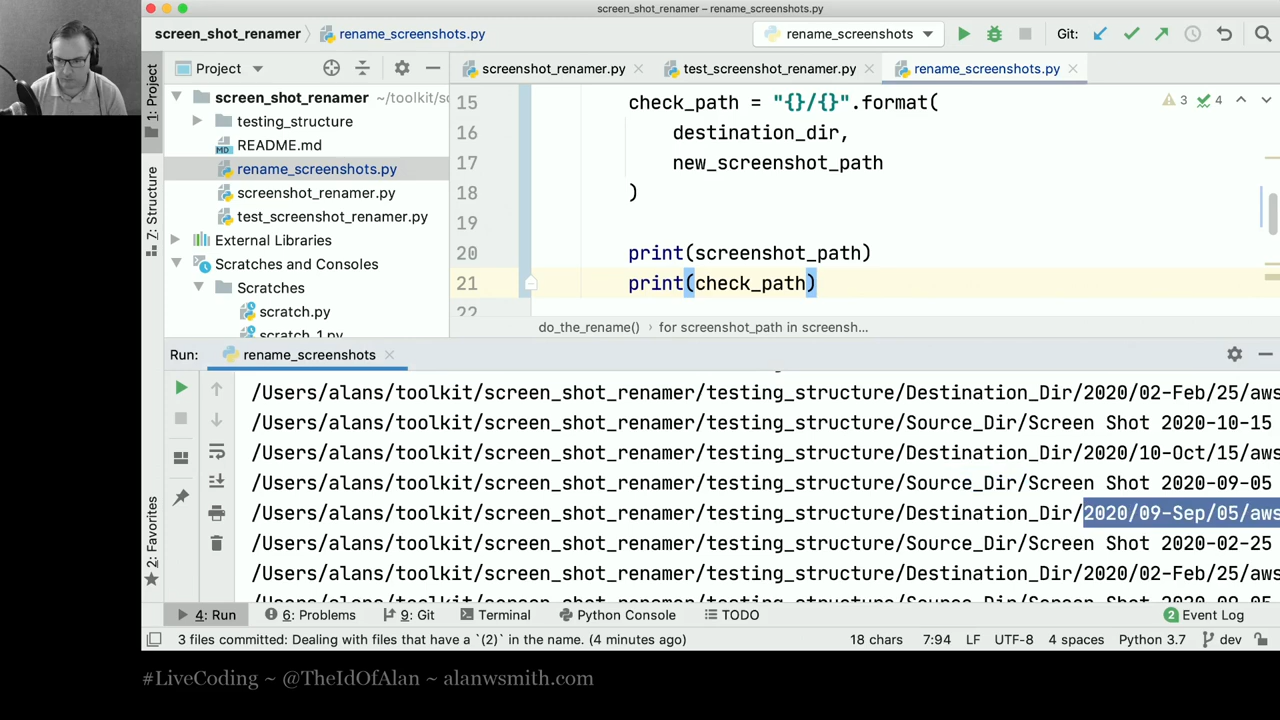 screen_shot_renamer – rename_screenshots.py
screen_shot_renamer
rename_screenshots.py
rename_screenshots
Git:
1: Project
Project
screenshot_renamer.py
test_screenshot_renamer.py
rename_screenshots.py
screen_shot_renamer ~/toolkit/sc
testing_structure
README.md
rename_screenshots.py
screenshot_renamer.py
test_screenshot_renamer.py
External Libraries
Scratches and Consoles
Scratches
scratch.py
scratch_1.py
Z: Structure
15 check_path = "{}/{}".format(
16 destination_dir,
17 new_screenshot_path
18 )
19
20 print(screenshot_path)
21 print(check_path)
22
3 4
do_the_rename() › for screenshot_path in screensh...
Run: rename_screenshots
/Users/alans/toolkit/screen_shot_renamer/testing_structure/Destination_Dir/2020/02-Feb/25/aws
/Users/alans/toolkit/screen_shot_renamer/testing_structure/Source_Dir/Screen Shot 2020-10-15
/Users/alans/toolkit/screen_shot_renamer/testing_structure/Destination_Dir/2020/10-Oct/15/aws
/Users/alans/toolkit/screen_shot_renamer/testing_structure/Source_Dir/Screen Shot 2020-09-05
/Users/alans/toolkit/screen_shot_renamer/testing_structure/Destination_Dir/2020/09-Sep/05/aws
/Users/alans/toolkit/screen_shot_renamer/testing_structure/Source_Dir/Screen Shot 2020-02-25
/Users/alans/toolkit/screen_shot_renamer/testing_structure/Destination_Dir/2020/02-Feb/25/aws
2: Favorites
4: Run
6: Problems
9: Git
Terminal
Python Console
TODO
2 Event Log
3 files committed: Dealing with files that have a `(2)` in the name. (4 minutes ago)
18 chars 7:94 LF UTF-8 4 spaces Python 3.7 dev
#LiveCoding ~ @TheIdOfAlan ~ alanwsmith.com